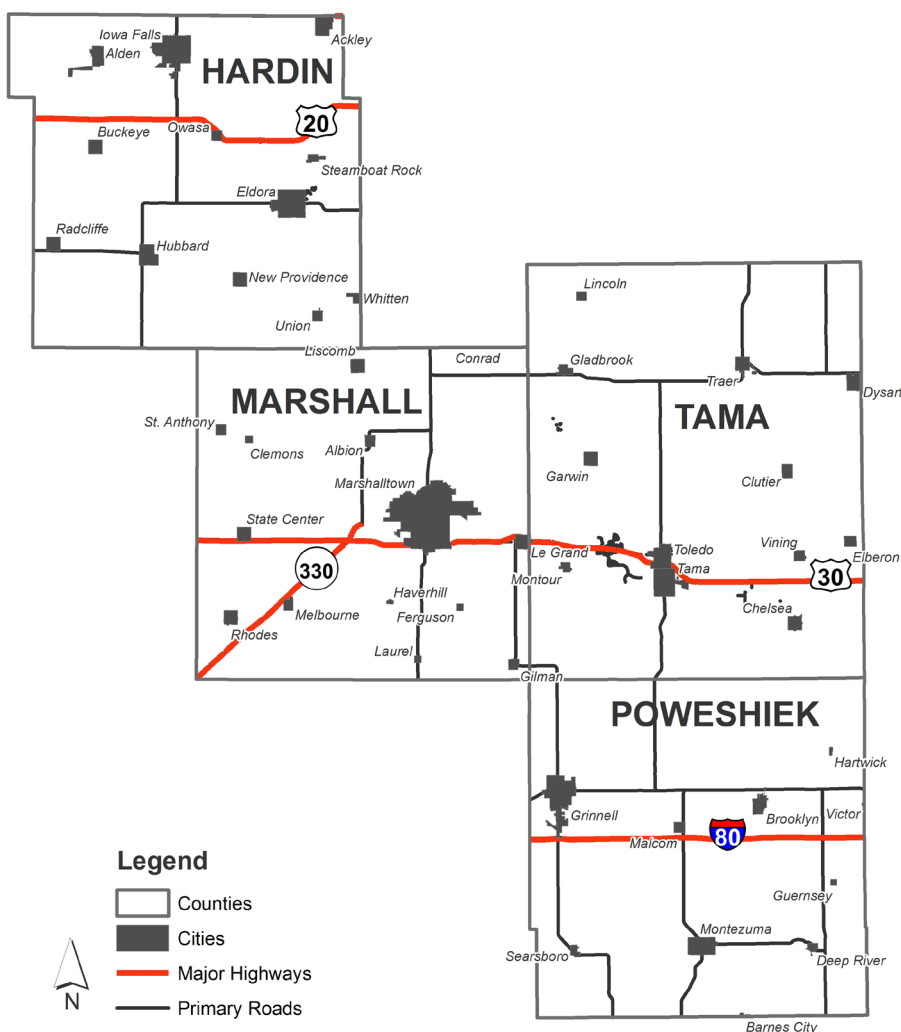 Iowa Falls
Ackley
Alden
HARDIN
20
Buckeye
Owasa
Steamboat Rock
Eldora
Radcliffe
Hubbard
New Providence
Whitten
Union
Lincoln
Liscomb
Conrad
Gladbrook
Traer
Dysart
MARSHALL
TAMA
St. Anthony
Clemons
Albion
Marshalltown
Garwin
Clutier
State Center
Le Grand
Toledo
Vining
Elberon
330
Montour
Tama
30
Haverhill
Chelsea
Melbourne
Ferguson
Rhodes
Laurel
Gilman
POWESHIEK
Hartwick
Grinnell
Brooklyn
Victor
80
Malcom
Guernsey
Montezuma
Searsboro
Deep River
Barnes City
Legend
Counties
Cities
Major Highways
Primary Roads
N